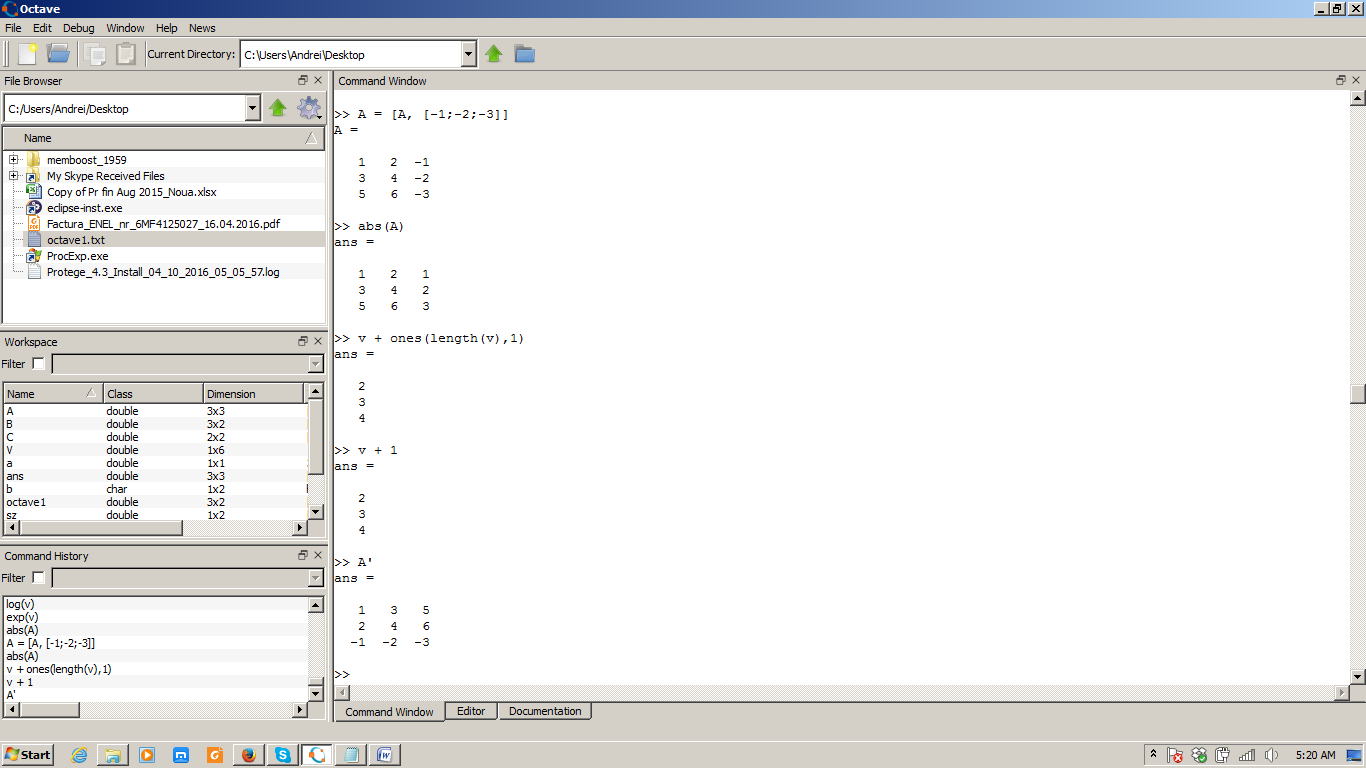 Octave
File Edit Debug Window Help News
Current Directory: C:\Users\Andrei\Desktop
File Browser
C:/Users/Andrei/Desktop
Name
memboost_1959
My Skype Received Files
Copy of Pr fin Aug 2015_Noua.xlsx
eclipse-inst.exe
Factura_ENEL_nr_6MF4125027_16.04.2016.pdf
octave1.txt
ProcExp.exe
Protege_4.3_Install_04_10_2016_05_05_57.log
Workspace
Filter
Name Class Dimension
A double 3x3
B double 3x2
C double 2x2
V double 1x6
a double 1x1
ans double 3x3
b char 1x2
octave1 double 3x2
sz double 1x2
Command History
Filter
log(v)
exp(v)
abs(A)
A = [A, [-1;-2;-3]]
abs(A)
v + ones(length(v),1)
v + 1
A'
Command Window
>> A = [A, [-1;-2;-3]]
A =
1 2 -1
3 4 -2
5 6 -3
>> abs(A)
ans =
1 2 1
3 4 2
5 6 3
>> v + ones(length(v),1)
ans =
2
3
4
>> v + 1
ans =
2
3
4
>> A'
ans =
1 3 5
2 4 6
-1 -2 -3
>>
Command Window Editor Documentation
Start 5:20 AM